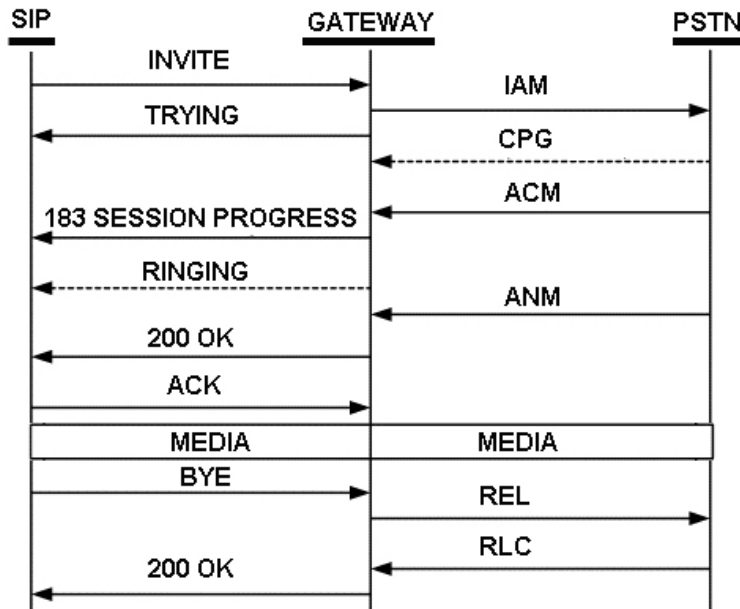 SIP
GATEWAY
PSTN
INVITE
IAM
TRYING
CPG
ACM
183 SESSION PROGRESS
RINGING
ANM
200 OK
ACK
MEDIA
MEDIA
BYE
REL
RLC
200 OK